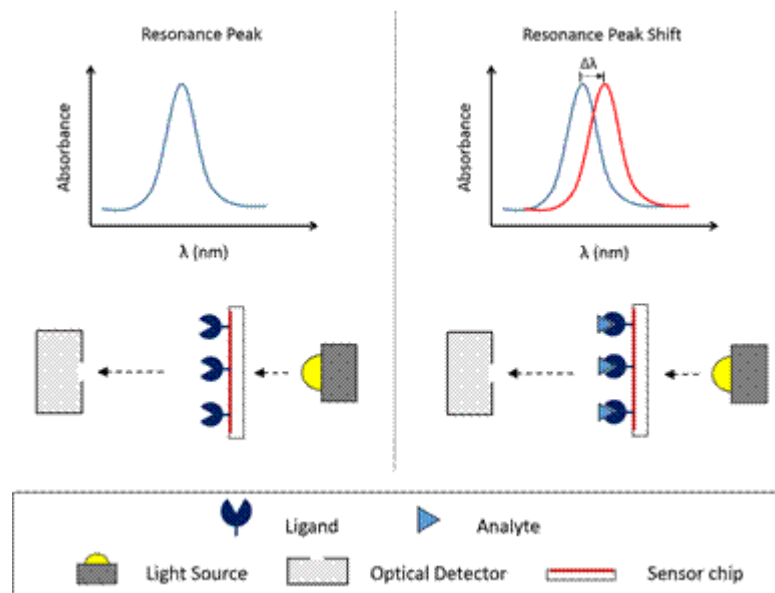 Resonance Peak
Absorbance
λ (nm)
Resonance Peak Shift
Δλ
Absorbance
λ (nm)
Ligand
Analyte
Light Source
Optical Detector
Sensor chip